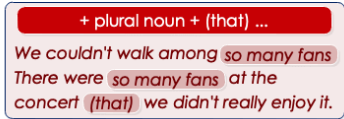 + plural noun + (that) ...
We couldn't walk among so many fans
There were so many fans at the
concert (that) we didn't really enjoy it.